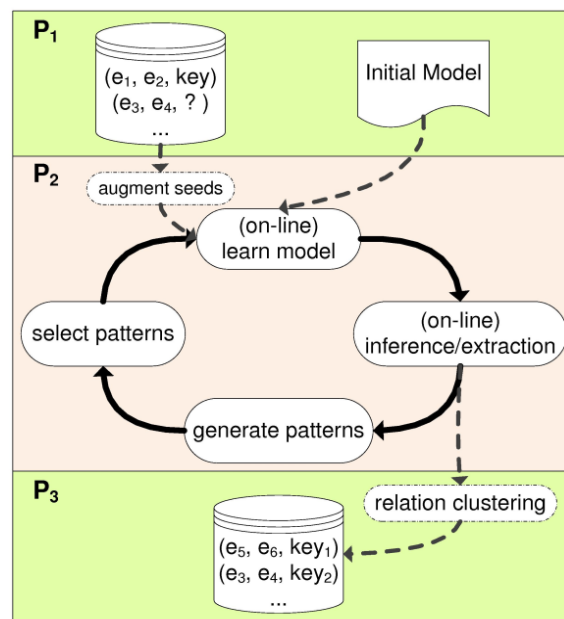 P₁
(e₁, e₂, key)
(e₃, e₄, ? )
...
Initial Model
P₂
augment seeds
(on-line)
learn model
select patterns
(on-line)
inference/extraction
generate patterns
P₃
relation clustering
(e₅, e₆, key₁)
(e₃, e₄, key₂)
...